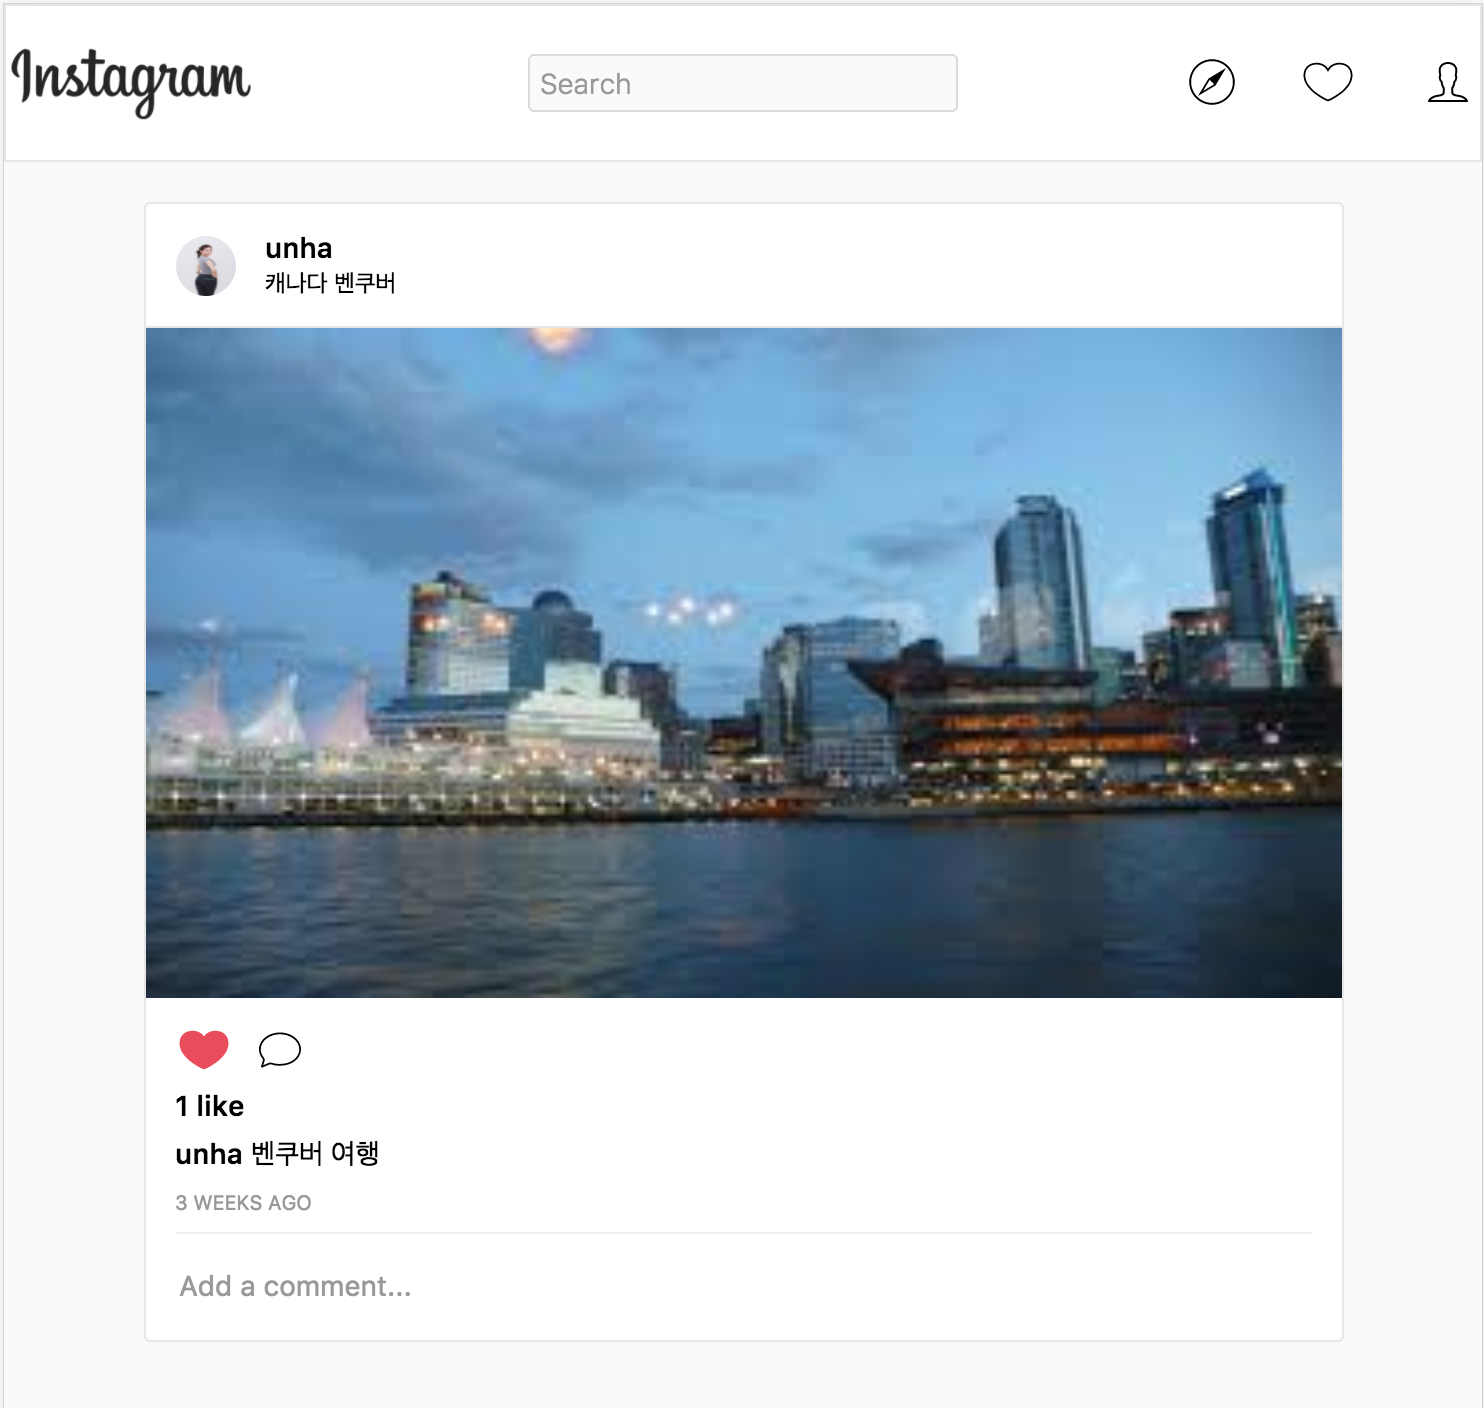 Instagram
Search
unha
캐나다 벤쿠버
1 like
unha 벤쿠버 여행
3 WEEKS AGO
Add a comment...